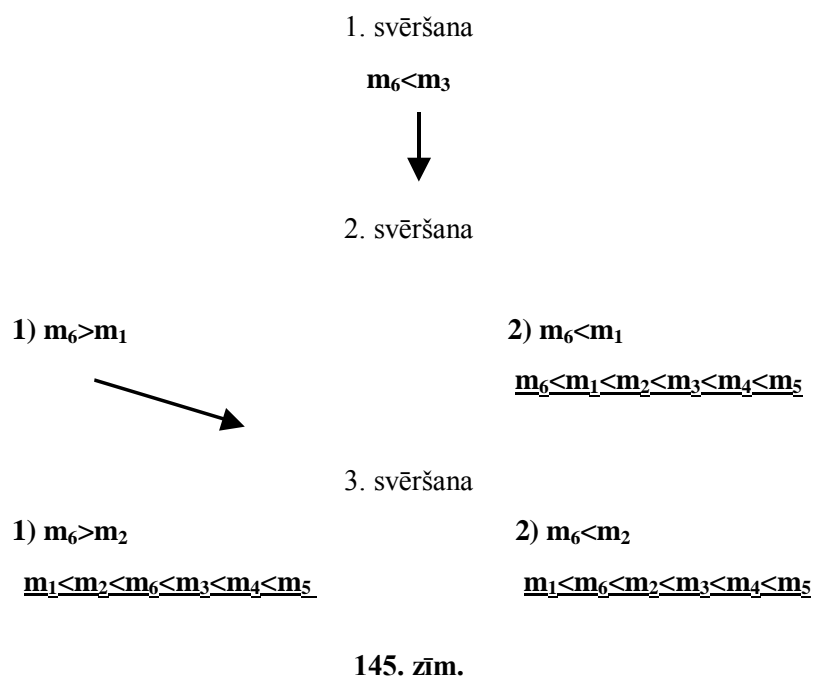 1. svēršana
m₆<m₃
2. svēršana
1) m₆>m₁ 2) m₆<m₁
m₆<m₁<m₂<m₃<m₄<m₅
3. svēršana
1) m₆>m₂ 2) m₆<m₂
m₁<m₂<m₆<m₃<m₄<m₅ m₁<m₆<m₂<m₃<m₄<m₅
145. zīm.